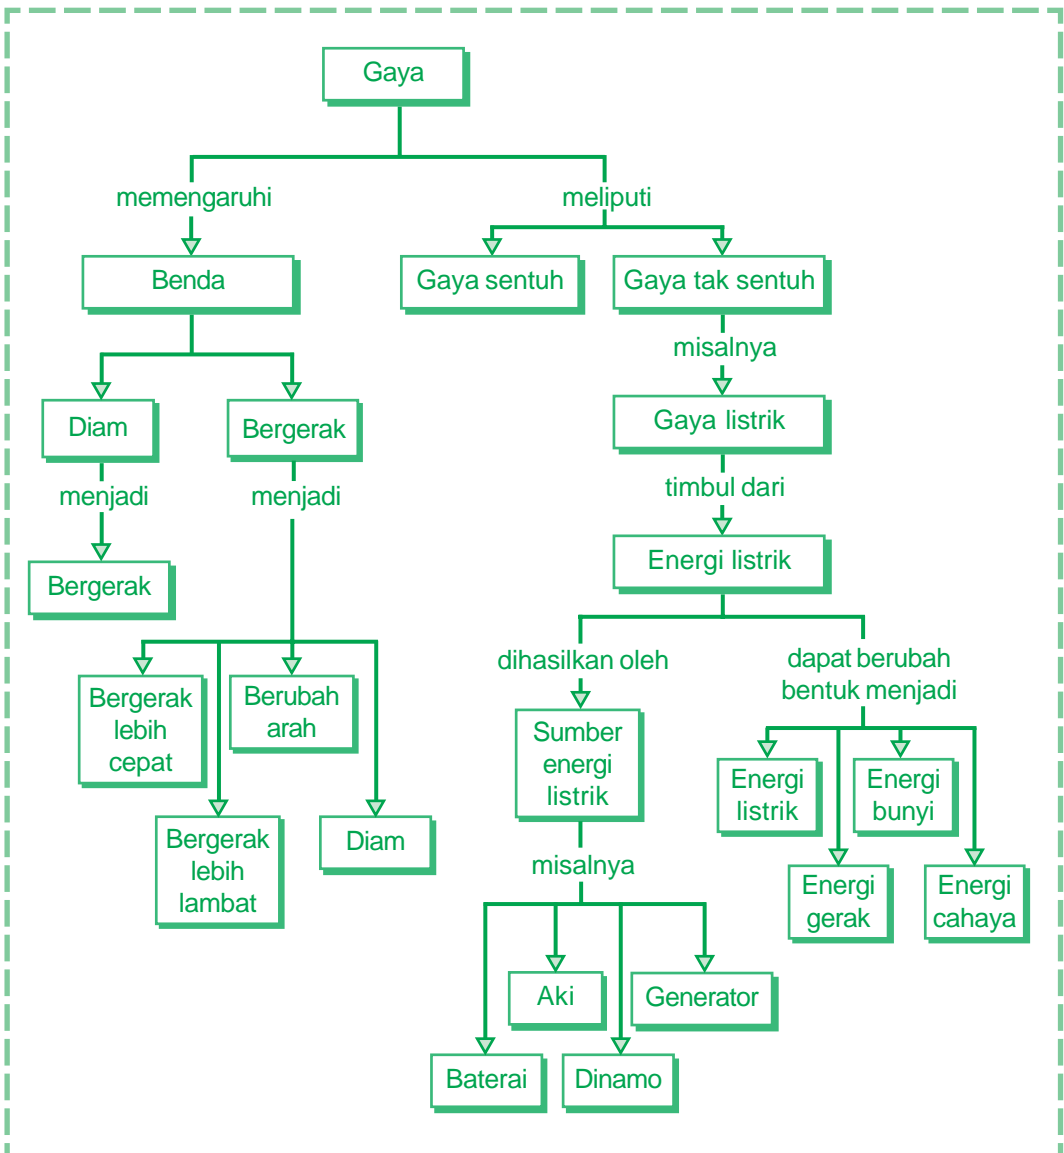 Gaya
memengaruhi
meliputi
Benda
Gaya sentuh
Gaya tak sentuh
misalnya
Diam
Bergerak
Gaya listrik
menjadi
menjadi
timbul dari
Bergerak
Energi listrik
dihasilkan oleh
dapat berubah
bentuk menjadi
Bergerak
lebih
cepat
Berubah
arah
Sumber
energi
listrik
Energi
listrik
Energi
bunyi
Bergerak
lebih
lambat
Diam
misalnya
Energi
gerak
Energi
cahaya
Aki
Generator
Baterai
Dinamo